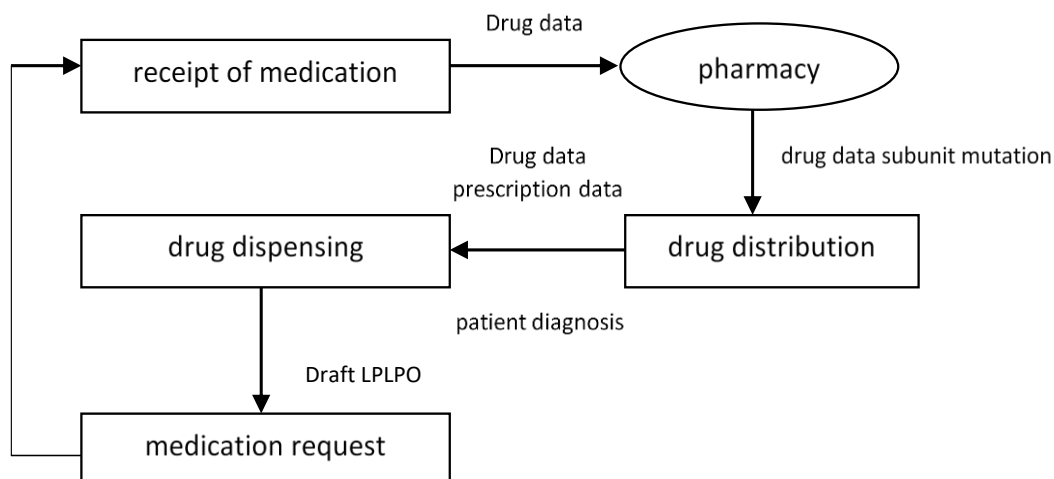 Drug data
receipt of medication
pharmacy
drug data subunit mutation
Drug data
prescription data
drug dispensing
drug distribution
patient diagnosis
Draft LPLPO
medication request